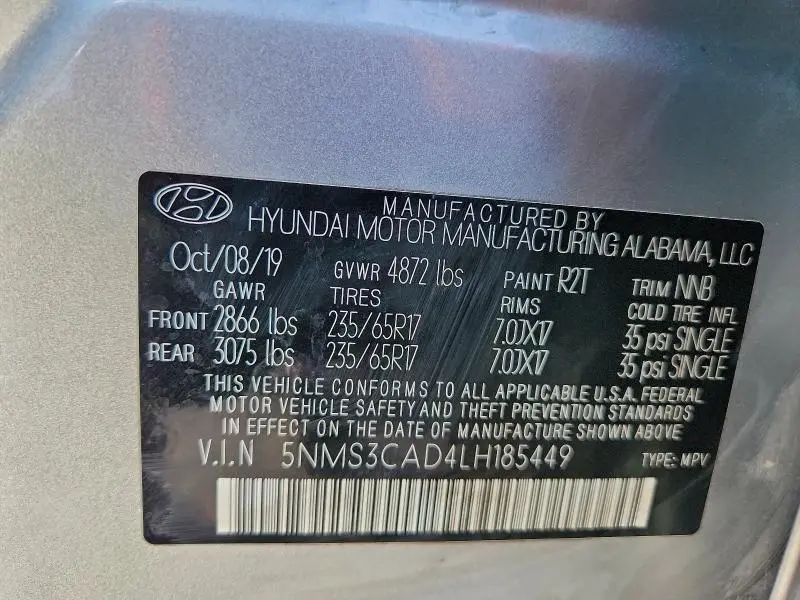 MANUFACTURED BY
HYUNDAI MOTOR MANUFACTURING ALABAMA, LLC
Oct/08/19 GVWR 4872 lbs PAINT R2T TRIM NNB
GAWR TIRES RIMS COLD TIRE INFL
FRONT 2866 lbs 235/65R17 7.0JX17 35 psi SINGLE
REAR 3075 lbs 235/65R17 7.0JX17 35 psi SINGLE
THIS VEHICLE CONFORMS TO ALL APPLICABLE U.S.A. FEDERAL
MOTOR VEHICLE SAFETY AND THEFT PREVENTION STANDARDS
IN EFFECT ON THE DATE OF MANUFACTURE SHOWN ABOVE
V.I.N 5NMS3CAD4LH185449 TYPE: MPV